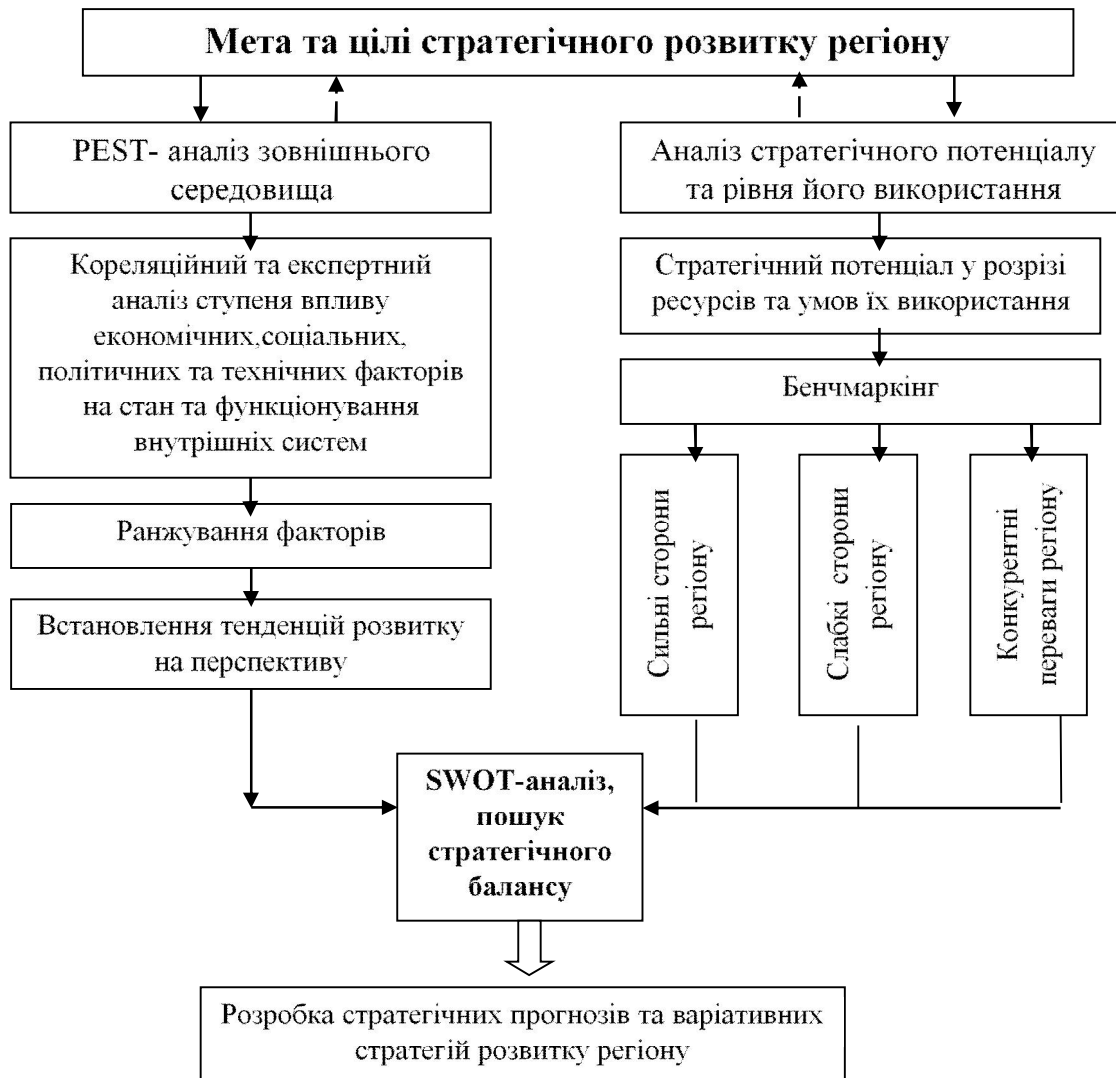 Мета та цілі стратегічного розвитку регіону
PEST- аналіз зовнішнього
середовища
Кореляційний та експертний
аналіз ступеня впливу
економічних,соціальних,
політичних та технічних факторів
на стан та функціонування
внутрішніх систем
Ранжування факторів
Встановлення тенденцій розвитку
на перспективу
Аналіз стратегічного потенціалу
та рівня його використання
Стратегічний потенціал у розрізі
ресурсів та умов їх використання
Бенчмаркінг
Сильні сторони
регіону
Слабкі сторони
регіону
Конкурентні
переваги регіону
SWOT-аналіз,
пошук
стратегічного
балансу
Розробка стратегічних прогнозів та варіативних
стратегій розвитку регіону